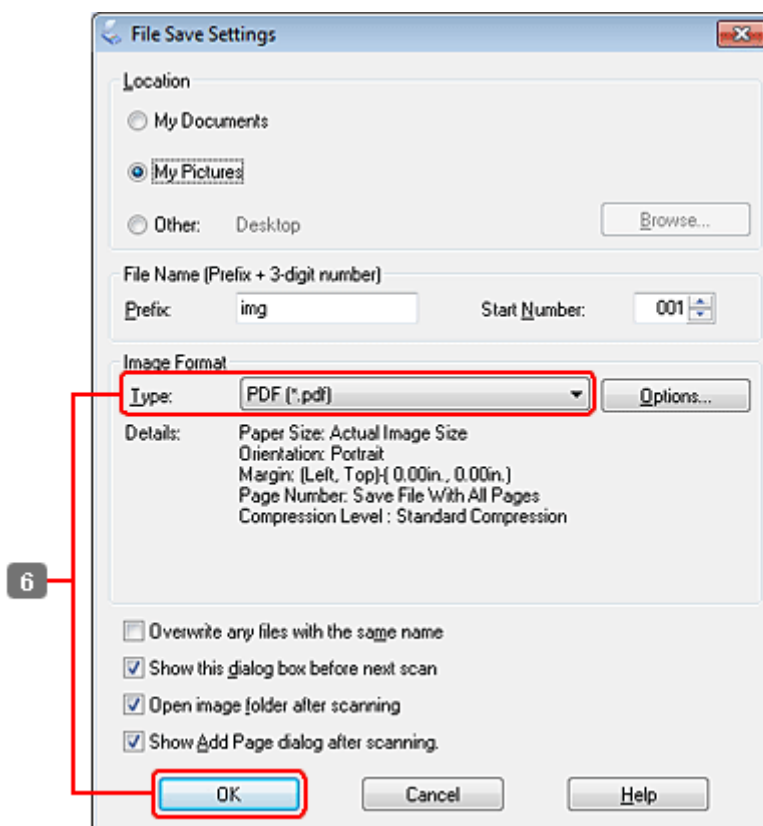 File Save Settings
Location
My Documents
My Pictures
Other: Desktop Browse...
File Name (Prefix + 3-digit number)
Prefix: img Start Number: 001
Image Format
Type: PDF (*.pdf) Options...
Details: Paper Size: Actual Image Size
Orientation: Portrait
Margin: (Left, Top)-( 0.00in., 0.00in.)
Page Number: Save File With All Pages
Compression Level : Standard Compression
6
Overwrite any files with the same name
Show this dialog box before next scan
Open image folder after scanning
Show Add Page dialog after scanning.
OK Cancel Help